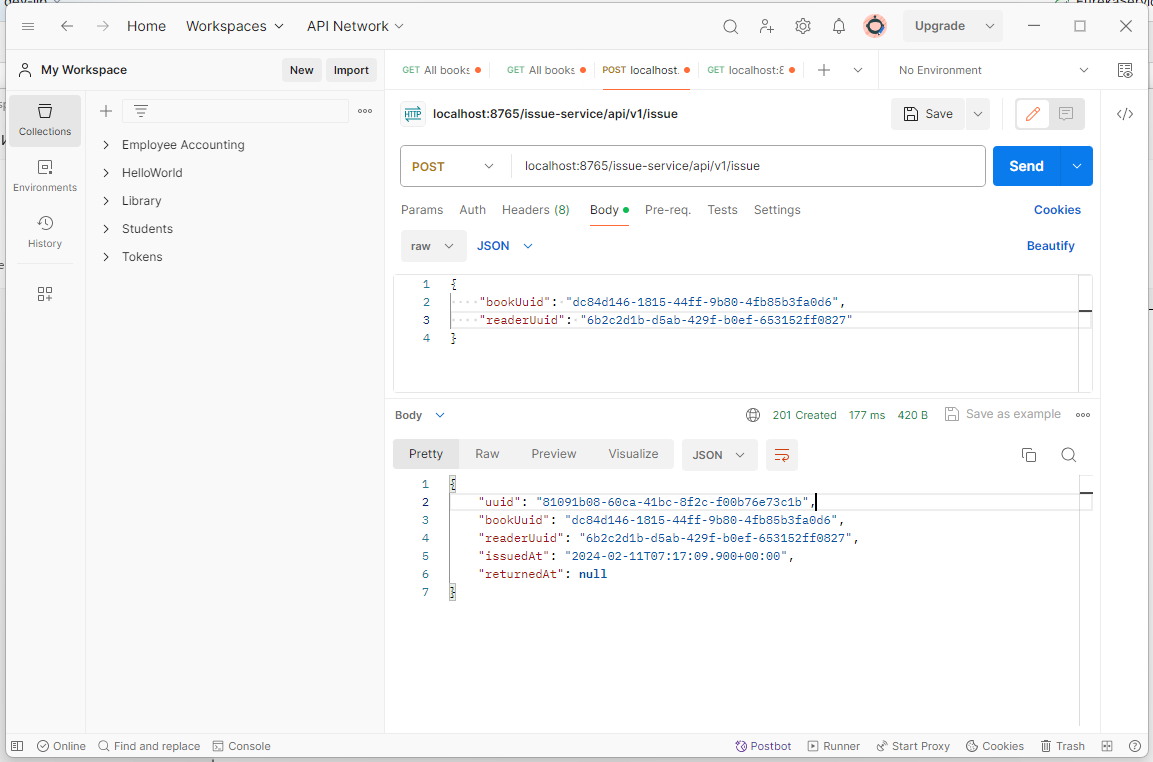 Home Workspaces API Network Upgrade
My Workspace New Import GET All books GET All books POST localhost. GET localhost:8 No Environment
Collections
Environments
History
Employee Accounting
HelloWorld
Library
Students
Tokens
HTTP localhost:8765/issue-service/api/v1/issue Save
POST localhost:8765/issue-service/api/v1/issue Send
Params Auth Headers (8) Body Pre-req. Tests Settings Cookies
raw JSON Beautify
1 {
2 "bookUuid": "dc84d146-1815-44ff-9b80-4fb85b3fa0d6",
3 "readerUuid": "6b2c2d1b-d5ab-429f-b0ef-653152ff0827"
4 }
Body 201 Created 177 ms 420 B Save as example
Pretty Raw Preview Visualize JSON
1 {
2 "uuid": "81091b08-60ca-41bc-8f2c-f00b76e73c1b",
3 "bookUuid": "dc84d146-1815-44ff-9b80-4fb85b3fa0d6",
4 "readerUuid": "6b2c2d1b-d5ab-429f-b0ef-653152ff0827",
5 "issuedAt": "2024-02-11T07:17:09.900+00:00",
6 "returnedAt": null
7 }
Online Find and replace Console Postbot Runner Start Proxy Cookies Trash